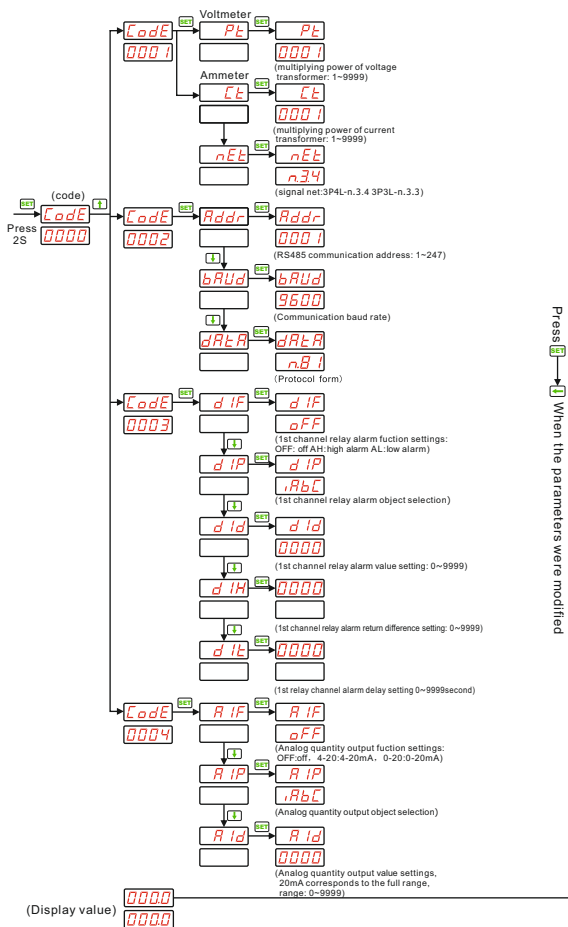 Voltmeter
CodE SET Pt SET Pt
0001 0001
(multiplying power of voltage
transformer: 1~9999)
Ammeter
Ct SET Ct
0001
(multiplying power of current
transformer: 1~9999)
nEt SET nEt
n.3.4
(signal net:3P4L-n.3.4 3P3L-n.3.3)
(code)
SET CodE
Press 0000
2S
CodE SET Addr SET Addr
0002 0001
(RS485 communication address: 1~247)
bAUd SET bAUd
9600
(Communication baud rate)
dAtA SET dAtA
n.81
(Protocol form)
CodE SET d1F SET d1F
0003 oFF
(1st channel relay alarm fuction settings:
OFF: off AH:high alarm AL:low alarm)
d1P SET d1P
iAbC
(1st channel relay alarm object selection)
d1d SET d1d
0000
(1st channel relay alarm value setting: 0~9999)
d1H SET 0000
(1st channel relay alarm return difference setting: 0~9999)
d1t SET 0000
(1st relay channel alarm delay setting 0~9999second)
CodE SET A1F SET A1F
0004 oFF
(Analog quantity output fuction settings:
OFF:off, 4-20:4-20mA, 0-20:0-20mA)
A1P SET A1P
iAbC
(Analog quantity output object selection)
A1d SET A1d
0000
(Analog quantity output value settings,
20mA corresponds to the full range,
range: 0~9999)
(Display value) 000.0
000.0
Press SET When the parameters were modified